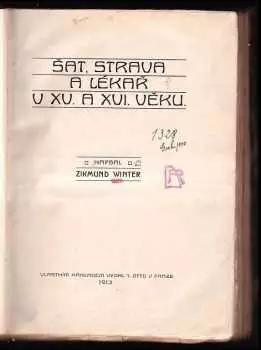 ŠAT, STRAVA
A LÉKAŘ
V XV. A XVI. VĚKU.
1328
NAPSAL
ZIKMUND WINTER
VLASTNÍM NÁKLADEM VYDAL J. OTTO V PRAZE
1913